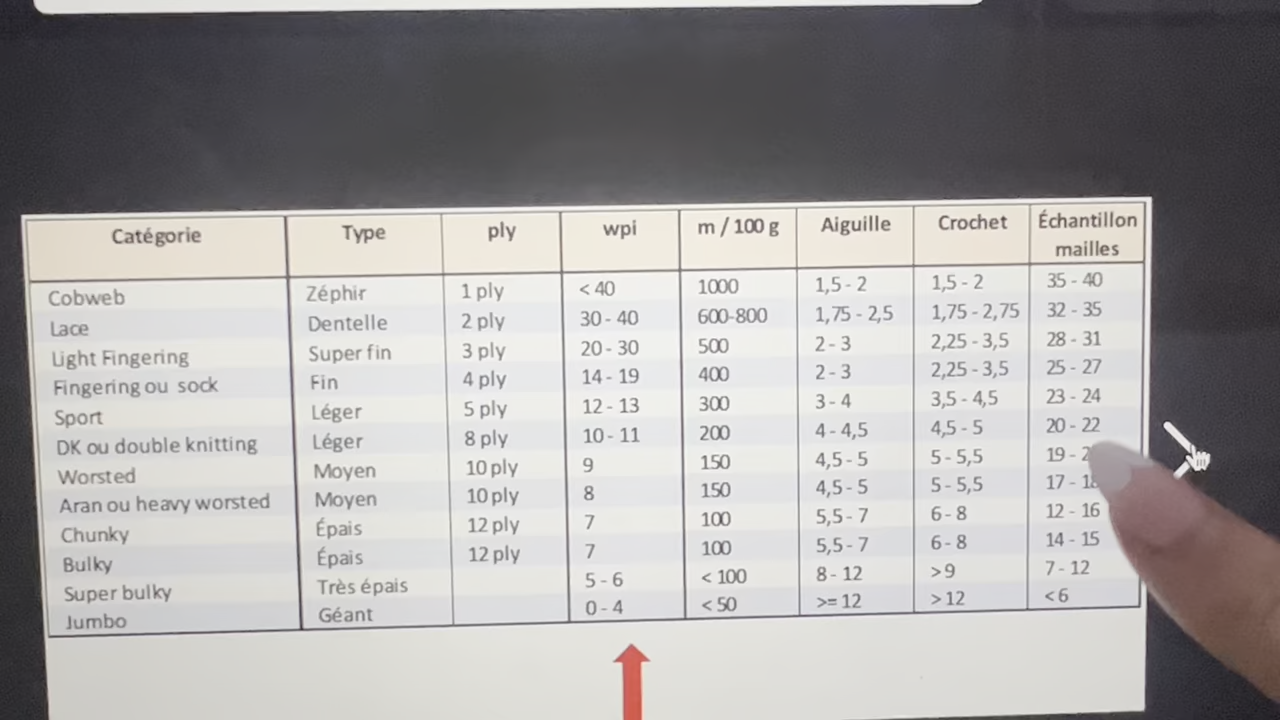 Catégorie Type ply wpi m / 100 g Aiguille Crochet Échantillon mailles
Cobweb Zéphir 1 ply < 40 1000 1,5 - 2 1,5 - 2 35 - 40
Lace Dentelle 2 ply 30 - 40 600-800 1,75 - 2,5 1,75 - 2,75 32 - 35
Light Fingering Super fin 3 ply 20 - 30 500 2 - 3 2,25 - 3,5 28 - 31
Fingering ou sock Fin 4 ply 14 - 19 400 2 - 3 2,25 - 3,5 25 - 27
Sport Léger 5 ply 12 - 13 300 3 - 4 3,5 - 4,5 23 - 24
DK ou double knitting Léger 8 ply 10 - 11 200 4 - 4,5 4,5 - 5 20 - 22
Worsted Moyen 10 ply 9 150 4,5 - 5 5 - 5,5 19 -
Aran ou heavy worsted Moyen 10 ply 8 150 4,5 - 5 5 - 5,5 17 - 18
Chunky Épais 12 ply 7 100 5,5 - 7 6 - 8 12 - 16
Bulky Épais 12 ply 7 100 5,5 - 7 6 - 8 14 - 15
Super bulky Très épais 5 - 6 < 100 8 - 12 >9 7 - 12
Jumbo Géant 0 - 4 < 50 >= 12 > 12 < 6